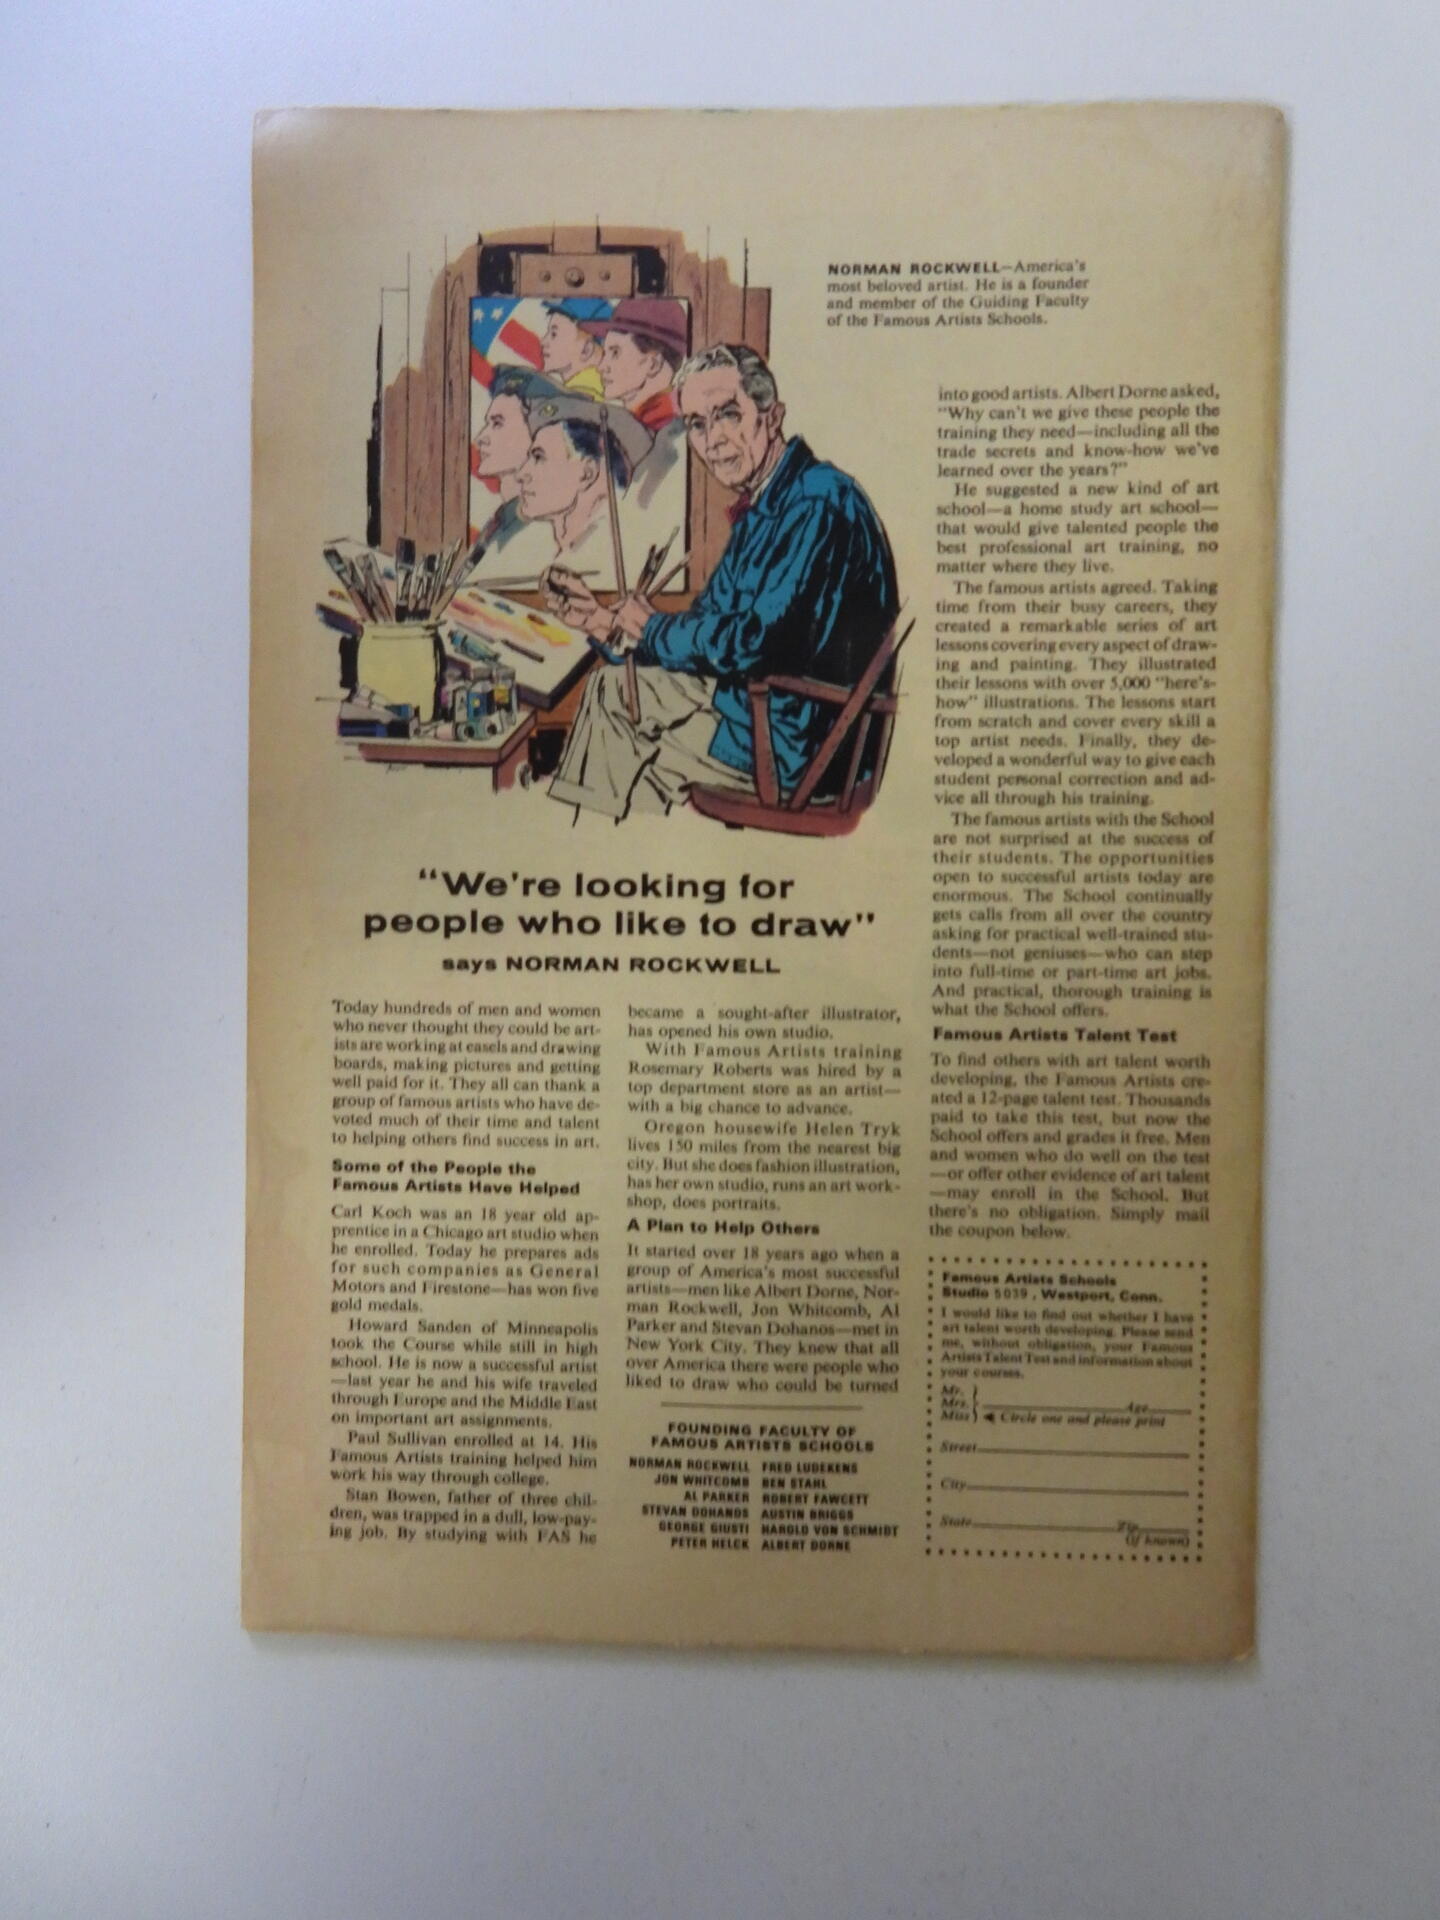 NORMAN ROCKWELL—America's
most beloved artist. He is a founder
and member of the Guiding Faculty
of the Famous Artists Schools.
"We're looking for
people who like to draw"
says NORMAN ROCKWELL
Today hundreds of men and women
who never thought they could be art-
ists are working at easels and drawing
boards, making pictures and getting
well paid for it. They all can thank a
group of famous artists who have de-
voted much of their time and talent
to helping others find success in art.
Some of the People the
Famous Artists Have Helped
Carl Koch was an 18 year old ap-
prentice in a Chicago art studio when
he enrolled. Today he prepares ads
for such companies as General
Motors and Firestone—has won five
gold medals.
Howard Sanden of Minneapolis
took the Course while still in high
school. He is now a successful artist
—last year he and his wife traveled
through Europe and the Middle East
on important art assignments.
Paul Sullivan enrolled at 14. His
Famous Artists training helped him
work his way through college.
Stan Bowen, father of three chil-
dren, was trapped in a dull, low-pay-
ing job. By studying with FAS he
became a sought-after illustrator,
has opened his own studio.
With Famous Artists training
Rosemary Roberts was hired by a
top department store as an artist—
with a big chance to advance.
Oregon housewife Helen Tryk
lives 150 miles from the nearest big
city. But she does fashion illustration,
has her own studio, runs an art work-
shop, does portraits.
A Plan to Help Others
It started over 18 years ago when a
group of America's most successful
artists—men like Albert Dorne, Nor-
man Rockwell, Jon Whitcomb, Al
Parker and Stevan Dohanos—met in
New York City. They knew that all
over America there were people who
liked to draw who could be turned
FOUNDING FACULTY OF
FAMOUS ARTISTS SCHOOLS
NORMAN ROCKWELL FRED LUDEKENS
JON WHITCOMB BEN STAHL
AL PARKER ROBERT FAWCETT
STEVAN DOHANOS AUSTIN BRIGGS
GEORGE GIUSTI HAROLD VON SCHMIDT
PETER HELCK ALBERT DORNE
into good artists. Albert Dorne asked,
"Why can't we give these people the
training they need—including all the
trade secrets and know-how we've
learned over the years?"
He suggested a new kind of art
school—a home study art school—
that would give talented people the
best professional art training, no
matter where they live.
The famous artists agreed. Taking
time from their busy careers, they
created a remarkable series of art
lessons covering every aspect of draw-
ing and painting. They illustrated
their lessons with over 5,000 "here's-
how" illustrations. The lessons start
from scratch and cover every skill a
top artist needs. Finally, they de-
veloped a wonderful way to give each
student personal correction and ad-
vice all through his training.
The famous artists with the School
are not surprised at the success of
their students. The opportunities
open to successful artists today are
enormous. The School continually
gets calls from all over the country
asking for practical well-trained stu-
dents—not geniuses—who can step
into full-time or part-time art jobs.
And practical, thorough training is
what the School offers.
Famous Artists Talent Test
To find others with art talent worth
developing, the Famous Artists cre-
ated a 12-page talent test. Thousands
paid to take this test, but now the
School offers and grades it free. Men
and women who do well on the test
—or offer other evidence of art talent
—may enroll in the School. But
there's no obligation. Simply mail
the coupon below.
Famous Artists Schools
Studio 5039, Westport, Conn.
I would like to find out whether I have
art talent worth developing. Please send
me, without obligation, your Famous
Artists Talent Test and information about
your courses.
Mr.
Mrs. Age
Miss Circle one and please print
Street
City
State Zip
(if known)